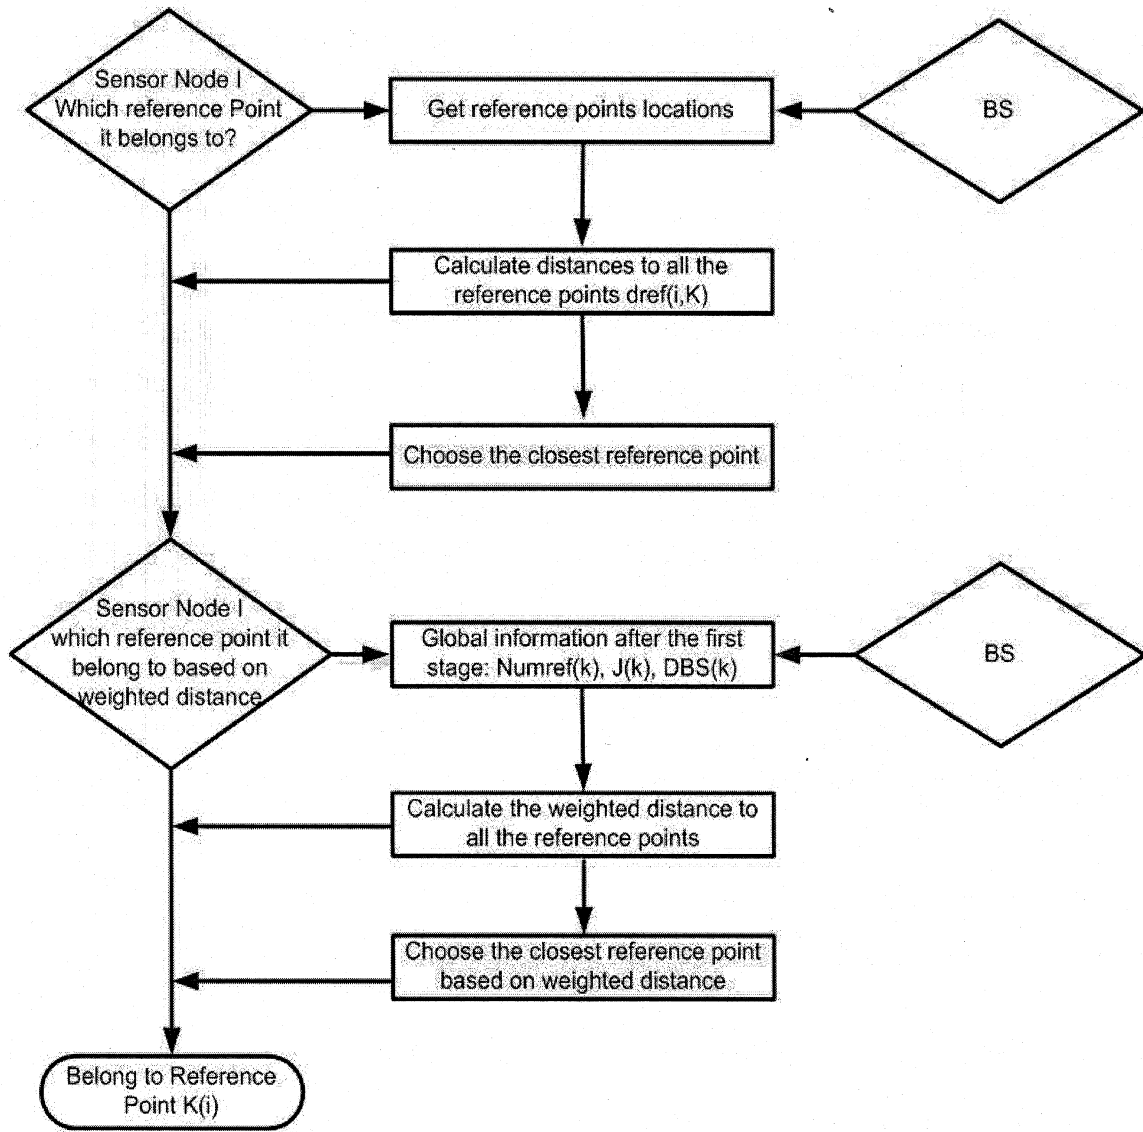 Sensor Node I
Which reference Point
it belongs to?
Get reference points locations
BS
Calculate distances to all the
reference points dref(i,K)
Choose the closest reference point
Sensor Node I
which reference point it
belong to based on
weighted distance
Global information after the first
stage: Numref(k), J(k), DBS(k)
BS
Calculate the weighted distance to
all the reference points
Choose the closest reference point
based on weighted distance
Belong to Reference
Point K(i)